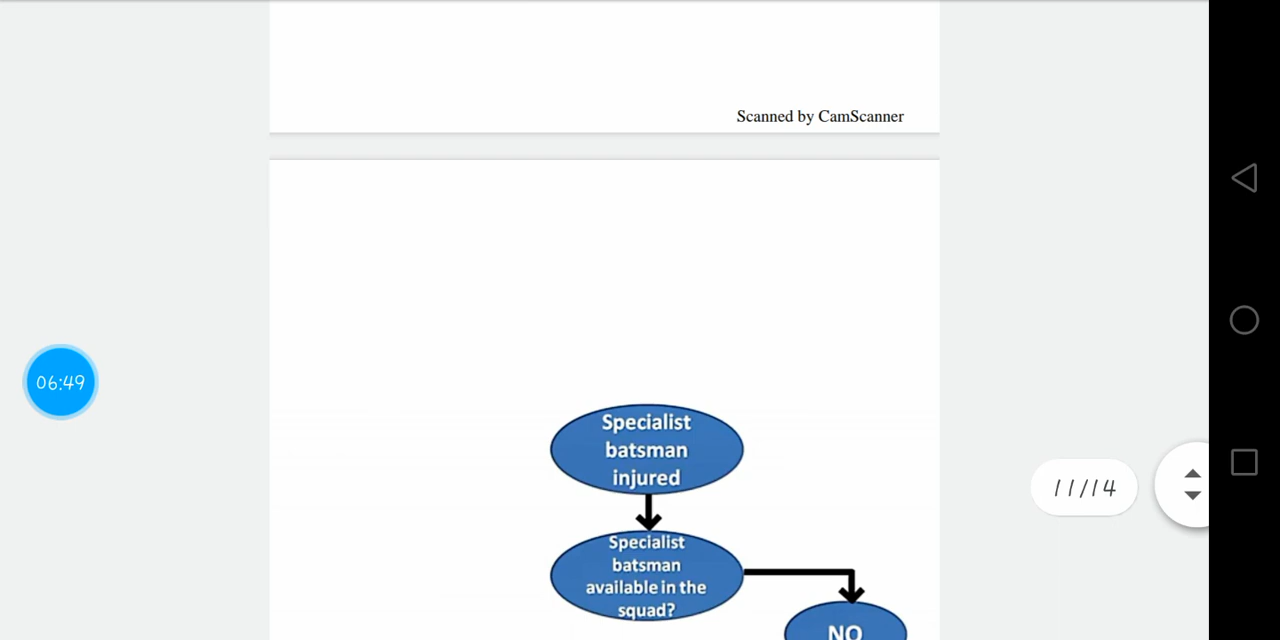 Scanned by CamScanner
06:49
Specialist
batsman
injured
11/14
Specialist
batsman
available in the
squad?
NO